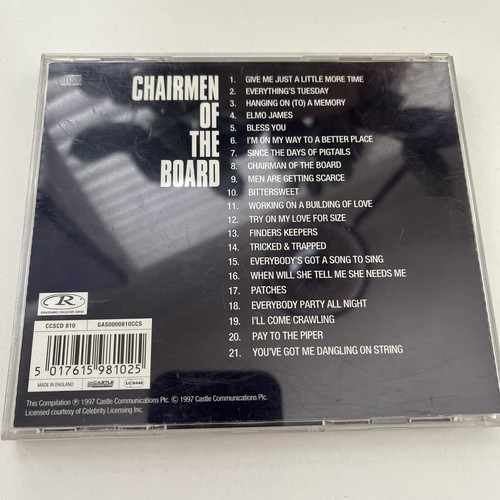 CHAIRMEN
OF
THE
BOARD
1. GIVE ME JUST A LITTLE MORE TIME
2. EVERYTHING'S TUESDAY
3. HANGING ON (TO) A MEMORY
4. ELMO JAMES
5. BLESS YOU
6. I'M ON MY WAY TO A BETTER PLACE
7. SINCE THE DAYS OF PIGTAILS
8. CHAIRMAN OF THE BOARD
9. MEN ARE GETTING SCARCE
10. BITTERSWEET
11. WORKING ON A BUILDING OF LOVE
12. TRY ON MY LOVE FOR SIZE
13. FINDERS KEEPERS
14. TRICKED & TRAPPED
15. EVERYBODY'S GOT A SONG TO SING
16. WHEN WILL SHE TELL ME SHE NEEDS ME
17. PATCHES
18. EVERYBODY PARTY ALL NIGHT
19. I'LL COME CRAWLING
20. PAY TO THE PIPER
21. YOU'VE GOT ME DANGLING ON STRING
R
CCSCD 810 GAS0000810CCS
5 017615 981025
MADE IN ENGLAND CASTLE LC 6448
This Compilation ℗ 1997 Castle Communications Plc. © 1997 Castle Communications Plc.
Licensed courtesy of Celebrity Licensing Inc.